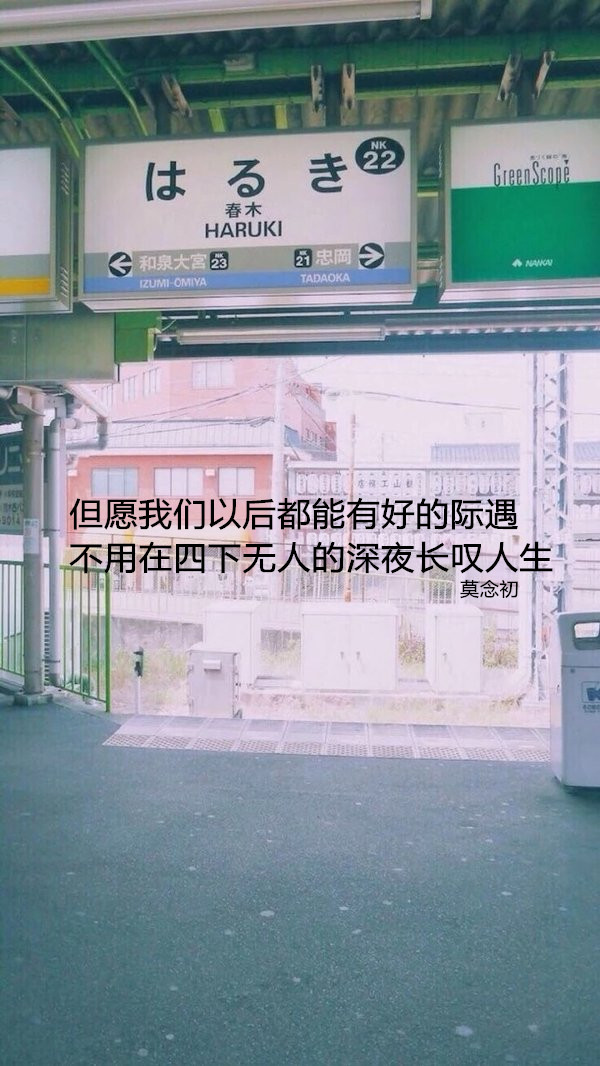 はるき
NK
22
春木
HARUKI
和泉大宮 NK 23
IZUMI-ŌMIYA
NK 21 忠岡
TADAOKA
GreenScope
NANKAI
但愿我们以后都能有好的际遇
不用在四下无人的深夜长叹人生
莫念初